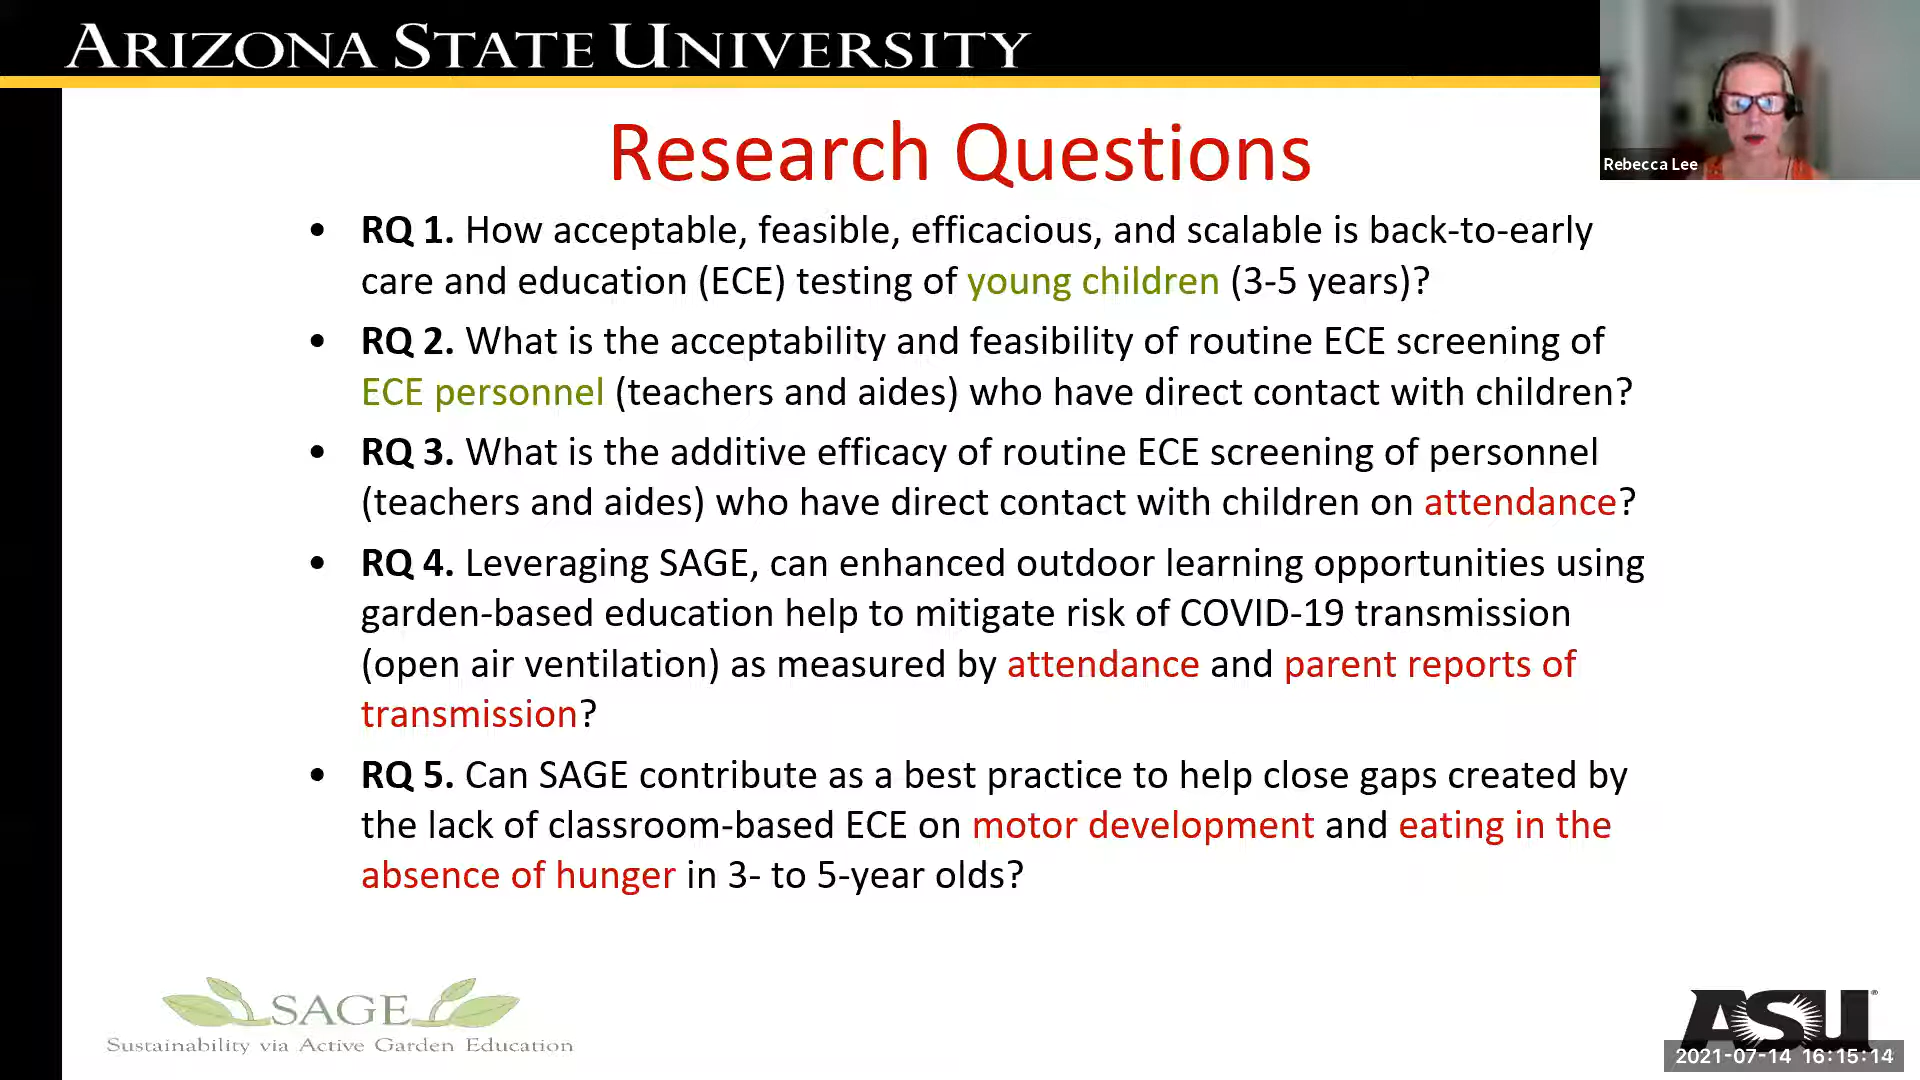 ARIZONA STATE UNIVERSITY
Rebecca Lee
Research Questions
• RQ 1. How acceptable, feasible, efficacious, and scalable is back-to-early
care and education (ECE) testing of young children (3-5 years)?
• RQ 2. What is the acceptability and feasibility of routine ECE screening of
ECE personnel (teachers and aides) who have direct contact with children?
• RQ 3. What is the additive efficacy of routine ECE screening of personnel
(teachers and aides) who have direct contact with children on attendance?
• RQ 4. Leveraging SAGE, can enhanced outdoor learning opportunities using
garden-based education help to mitigate risk of COVID-19 transmission
(open air ventilation) as measured by attendance and parent reports of
transmission?
• RQ 5. Can SAGE contribute as a best practice to help close gaps created by
the lack of classroom-based ECE on motor development and eating in the
absence of hunger in 3- to 5-year olds?
SAGE
Sustainability via Active Garden Education
ASU
2021-07-14 16:15:14